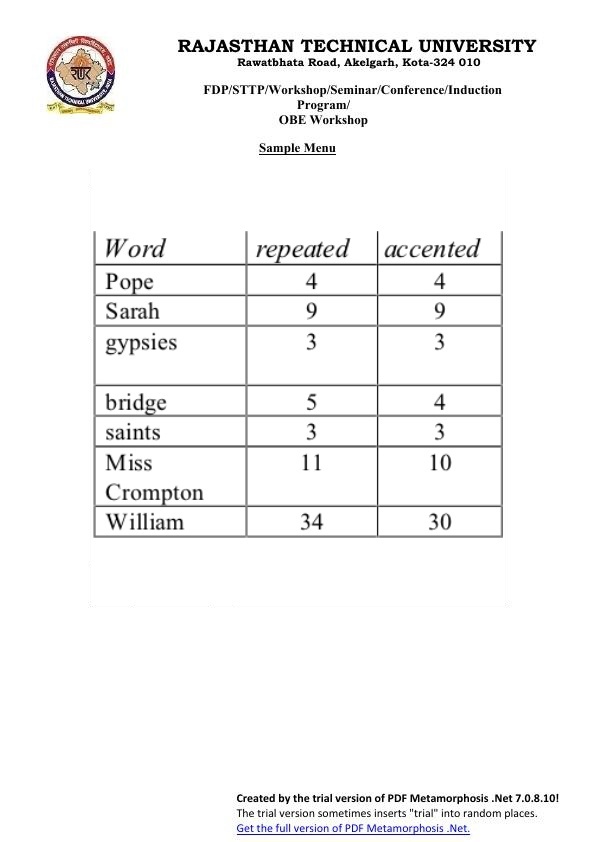 RAJASTHAN TECHNICAL UNIVERSITY
Rawatbhata Road, Akelgarh, Kota-324 010
FDP/STTP/Workshop/Seminar/Conference/Induction
Program/
OBE Workshop
Sample Menu
Word repeated accented
Pope 4 4
Sarah 9 9
gypsies 3 3
bridge 5 4
saints 3 3
Miss 11 10
Crompton
William 34 30
Created by the trial version of PDF Metamorphosis .Net 7.0.8.10!
The trial version sometimes inserts "trial" into random places.
Get the full version of PDF Metamorphosis .Net.